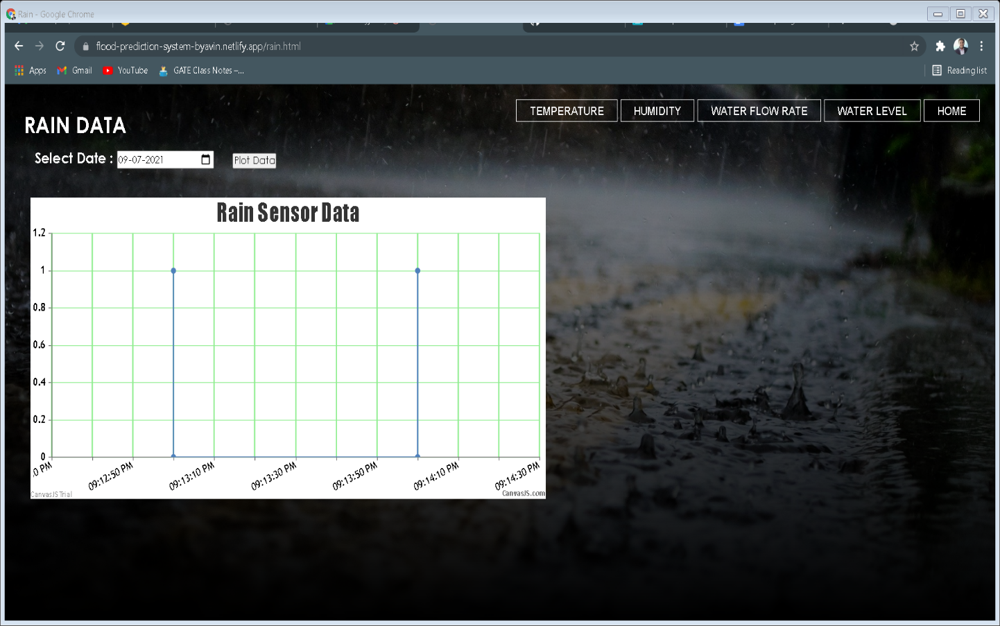 Rain - Google Chrome
flood-prediction-system-byavin.netlify.app/rain.html
Apps Gmail YouTube GATE Class Notes –... Reading list
TEMPERATURE HUMIDITY WATER FLOW RATE WATER LEVEL HOME
RAIN DATA
Select Date : 09-07-2021 Plot Data
Rain Sensor Data
1.2
1
0.8
0.6
0.4
0.2
0
0 PM 09:12:50 PM 09:13:10 PM 09:13:30 PM 09:13:50 PM 09:14:10 PM 09:14:30 PM
CanvasJS Trial CanvasJS.com